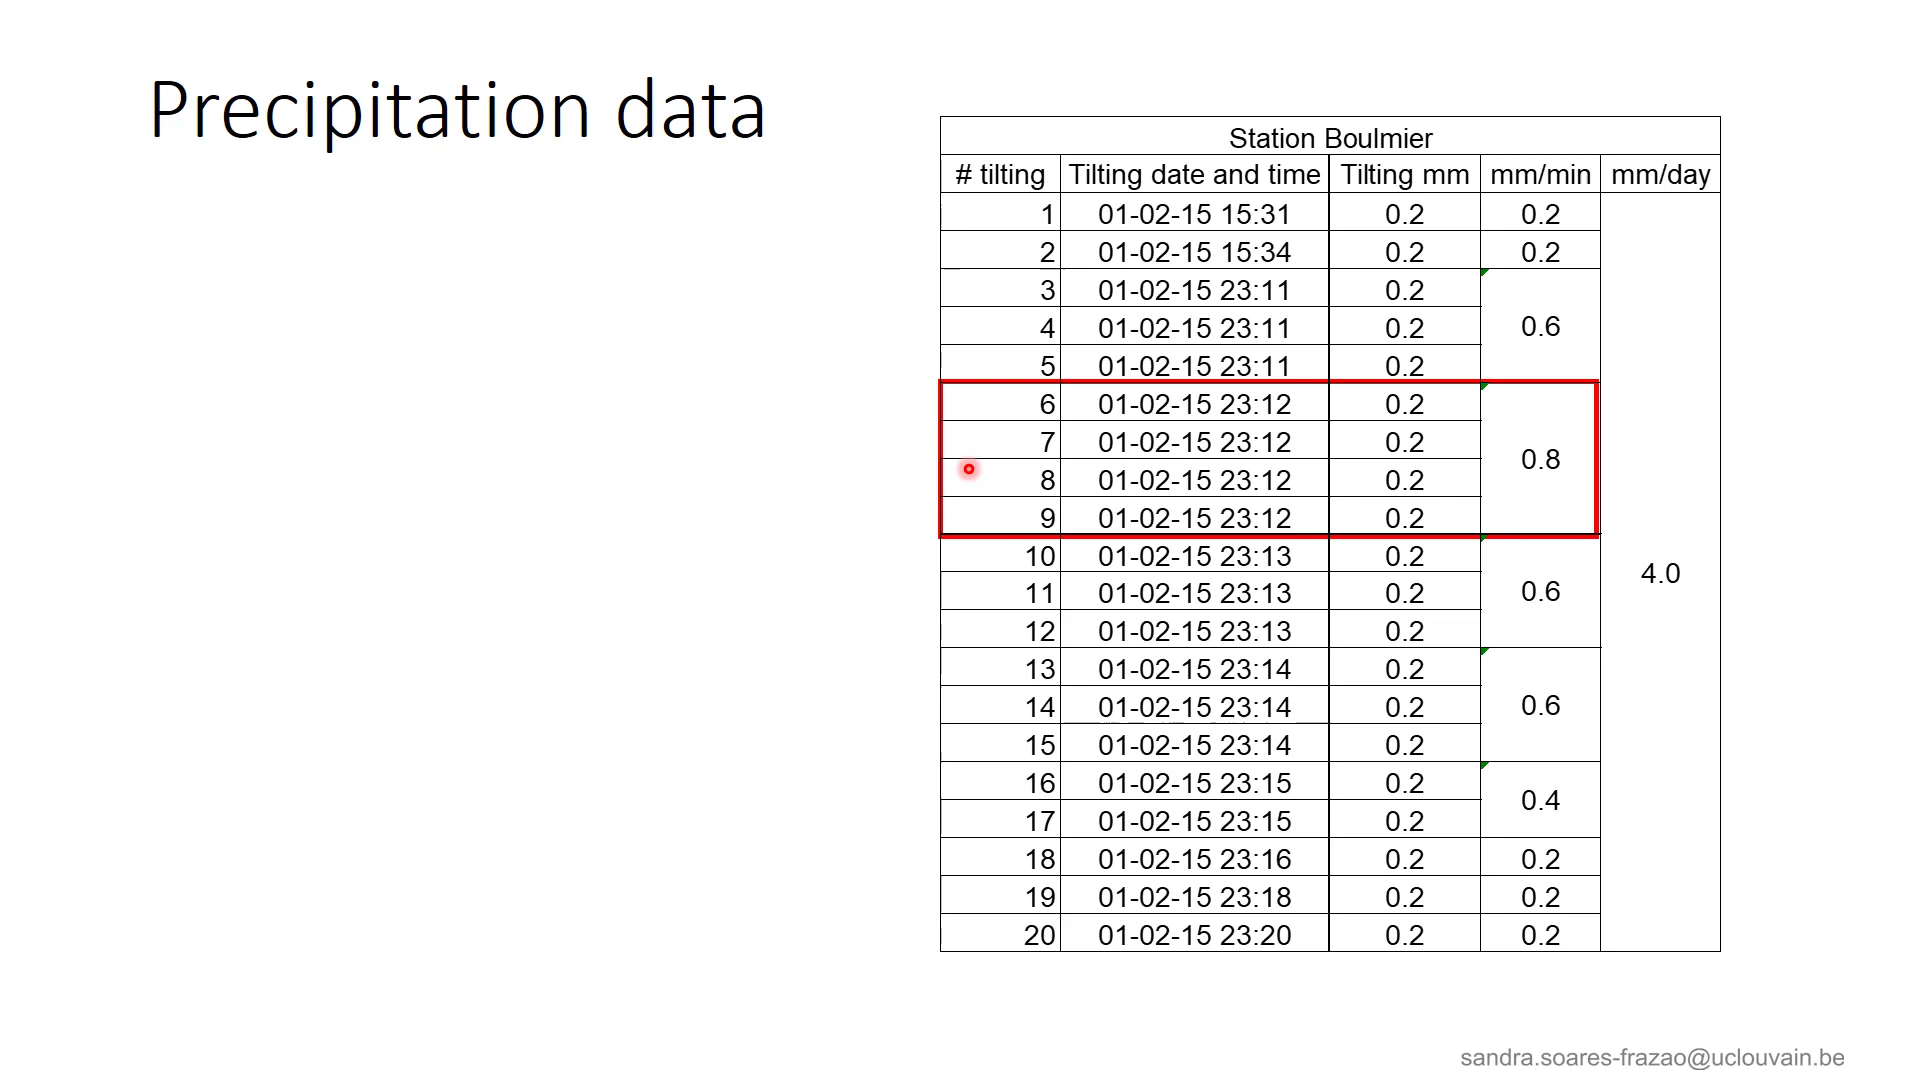 Precipitation data
Station Boulmier
# tilting Tilting date and time Tilting mm mm/min mm/day
1 01-02-15 15:31 0.2 0.2
2 01-02-15 15:34 0.2 0.2
3 01-02-15 23:11 0.2
4 01-02-15 23:11 0.2 0.6
5 01-02-15 23:11 0.2
6 01-02-15 23:12 0.2
7 01-02-15 23:12 0.2
0.8
8 01-02-15 23:12 0.2
9 01-02-15 23:12 0.2
10 01-02-15 23:13 0.2
4.0
11 01-02-15 23:13 0.2 0.6
12 01-02-15 23:13 0.2
13 01-02-15 23:14 0.2
14 01-02-15 23:14 0.2 0.6
15 01-02-15 23:14 0.2
16 01-02-15 23:15 0.2
0.4
17 01-02-15 23:15 0.2
18 01-02-15 23:16 0.2 0.2
19 01-02-15 23:18 0.2 0.2
20 01-02-15 23:20 0.2 0.2
sandra.soares-frazao@uclouvain.be